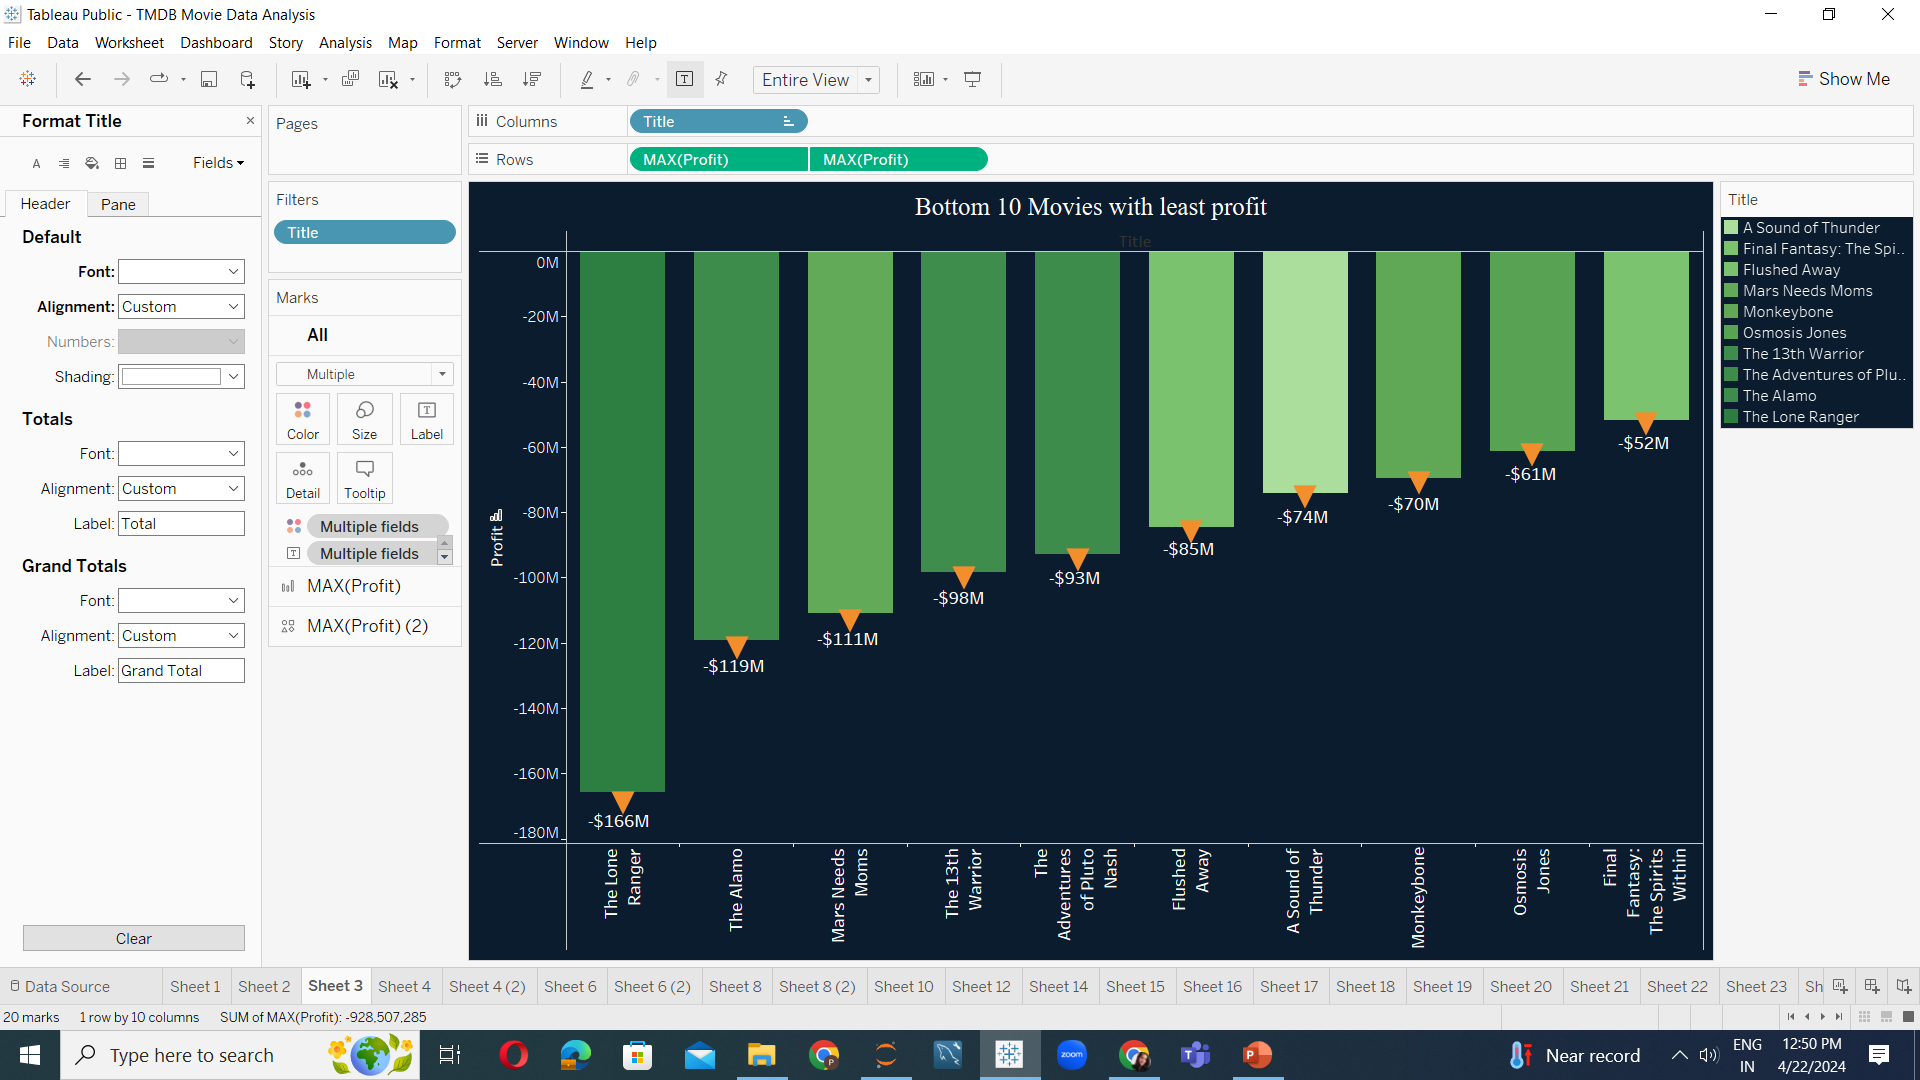 Tableau Public - TMDB Movie Data Analysis
File Data Worksheet Dashboard Story Analysis Map Format Server Window Help
Entire View
Show Me
Format Title
Fields
Header Pane
Default
Font:
Alignment: Custom
Numbers:
Shading:
Totals
Font:
Alignment: Custom
Label: Total
Grand Totals
Font:
Alignment: Custom
Label: Grand Total
Clear
Pages
Filters
Title
Marks
All
Multiple
Color Size Label
Detail Tooltip
Multiple fields
Multiple fields
MAX(Profit)
MAX(Profit) (2)
Columns Title
Rows MAX(Profit) MAX(Profit)
Bottom 10 Movies with least profit
Title
Profit
0M
-20M
-40M
-60M
-80M
-100M
-120M
-140M
-160M
-180M
-$166M
-$119M
-$111M
-$98M
-$93M
-$85M
-$74M
-$70M
-$61M
-$52M
The Lone
Ranger
The Alamo
Mars Needs
Moms
The 13th
Warrior
The
Adventures
of Pluto
Nash
Flushed
Away
A Sound of
Thunder
Monkeybone
Osmosis
Jones
Final
Fantasy:
The Spirits
Within
Title
A Sound of Thunder
Final Fantasy: The Spi..
Flushed Away
Mars Needs Moms
Monkeybone
Osmosis Jones
The 13th Warrior
The Adventures of Plu..
The Alamo
The Lone Ranger
Data Source Sheet 1 Sheet 2 Sheet 3 Sheet 4 Sheet 4 (2) Sheet 6 Sheet 6 (2) Sheet 8 Sheet 8 (2) Sheet 10 Sheet 12 Sheet 14 Sheet 15 Sheet 16 Sheet 17 Sheet 18 Sheet 19 Sheet 20 Sheet 21 Sheet 22 Sheet 23 Sh
20 marks 1 row by 10 columns SUM of MAX(Profit): -928,507,285
Type here to search
zoom
Near record
ENG
IN
12:50 PM
4/22/2024